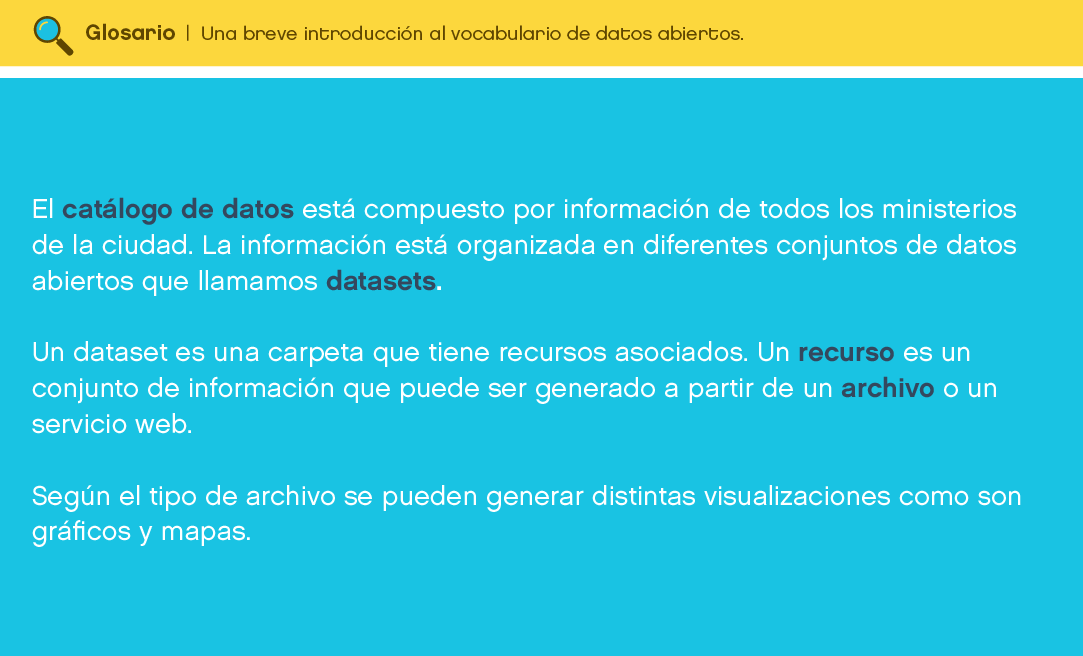 Glosario | Una breve introducción al vocabulario de datos abiertos.
El catálogo de datos está compuesto por información de todos los ministerios
de la ciudad. La información está organizada en diferentes conjuntos de datos
abiertos que llamamos datasets.
Un dataset es una carpeta que tiene recursos asociados. Un recurso es un
conjunto de información que puede ser generado a partir de un archivo o un
servicio web.
Según el tipo de archivo se pueden generar distintas visualizaciones como son
gráficos y mapas.